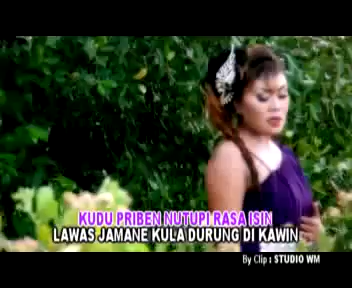 KUDU PRIBEN NUTUPI RASA ISIN
LAWAS JAMANE KULA DURUNG DI KAWIN
By Clip : STUDIO WM